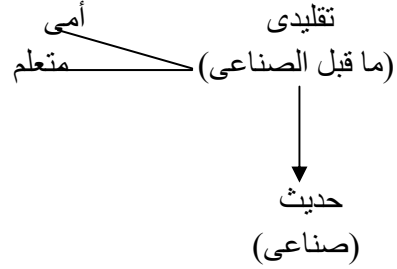 تقليدى
أمى
(ما قبل الصناعى)
متعلم
حديث
(صناعى)